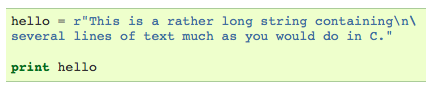 hello = r"This is a rather long string containing\n\
several lines of text much as you would do in C."
print hello